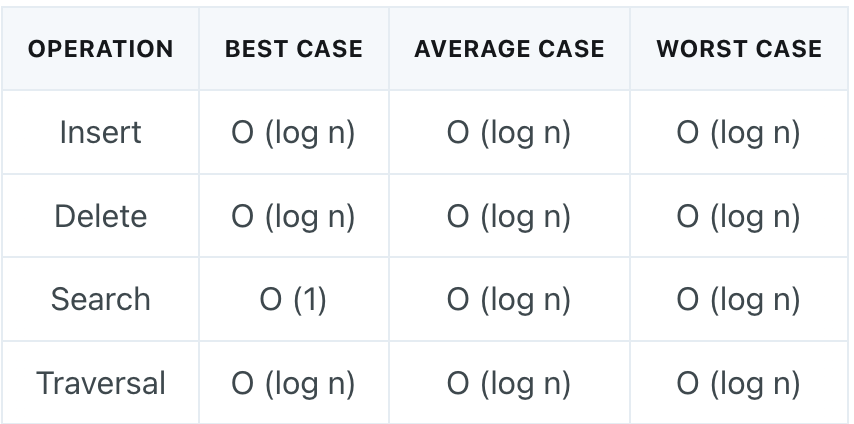 OPERATION BEST CASE AVERAGE CASE WORST CASE
Insert O (log n) O (log n) O (log n)
Delete O (log n) O (log n) O (log n)
Search O (1) O (log n) O (log n)
Traversal O (log n) O (log n) O (log n)